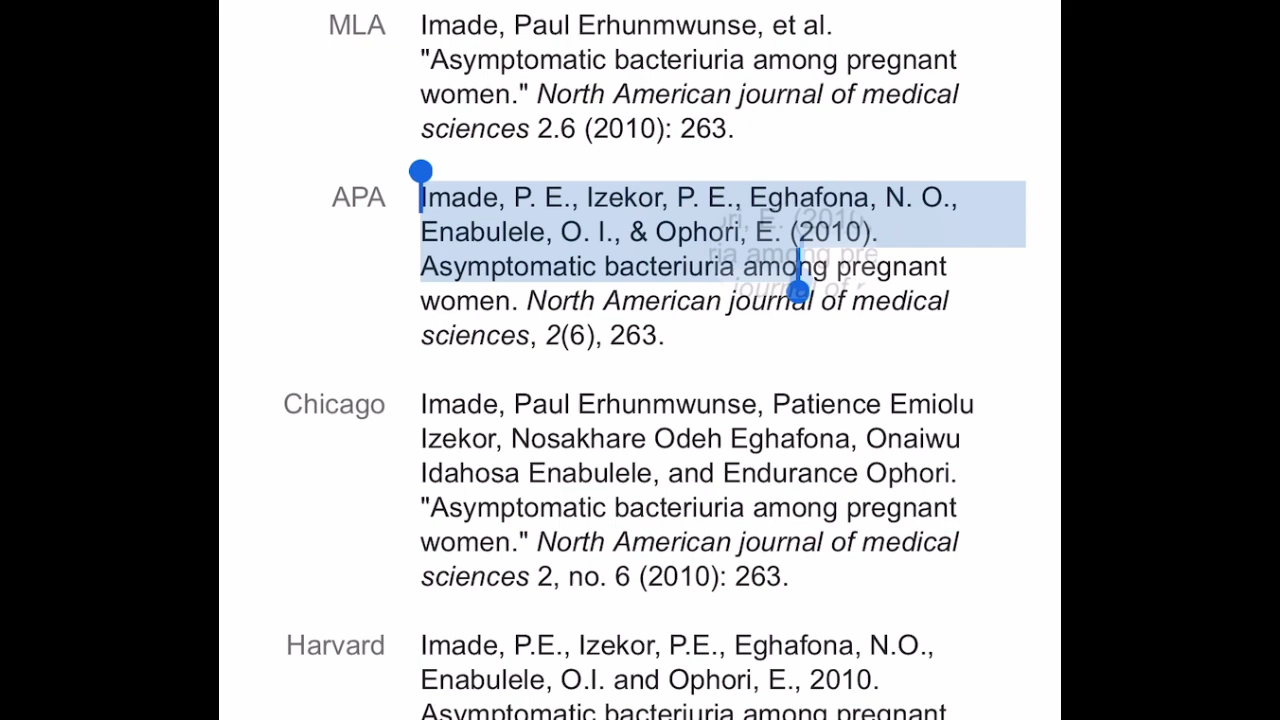 MLA
Imade, Paul Erhunmwunse, et al.
"Asymptomatic bacteriuria among pregnant
women." North American journal of medical
sciences 2.6 (2010): 263.
APA
Imade, P. E., Izekor, P. E., Eghafona, N. O.,
Enabulele, O. I., & Ophori, E. (2010).
Asymptomatic bacteriuria among pregnant
women. North American journal of medical
sciences, 2(6), 263.
Chicago
Imade, Paul Erhunmwunse, Patience Emiolu
Izekor, Nosakhare Odeh Eghafona, Onaiwu
Idahosa Enabulele, and Endurance Ophori.
"Asymptomatic bacteriuria among pregnant
women." North American journal of medical
sciences 2, no. 6 (2010): 263.
Harvard
Imade, P.E., Izekor, P.E., Eghafona, N.O.,
Enabulele, O.I. and Ophori, E., 2010.
Asymptomatic bacteriuria among pregnant